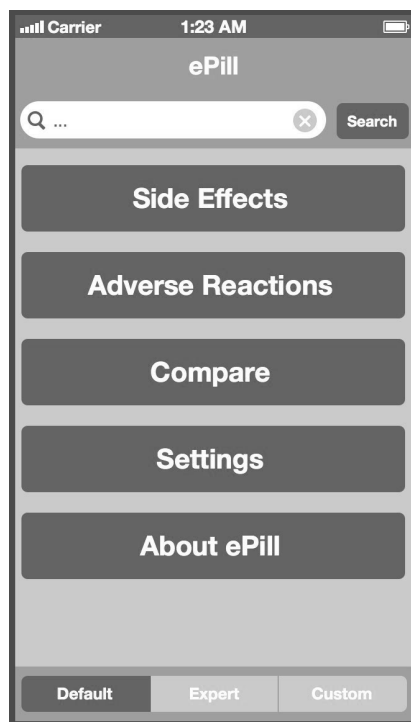 Carrier 1:23 AM
ePill
... Search
Side Effects
Adverse Reactions
Compare
Settings
About ePill
Default Expert Custom